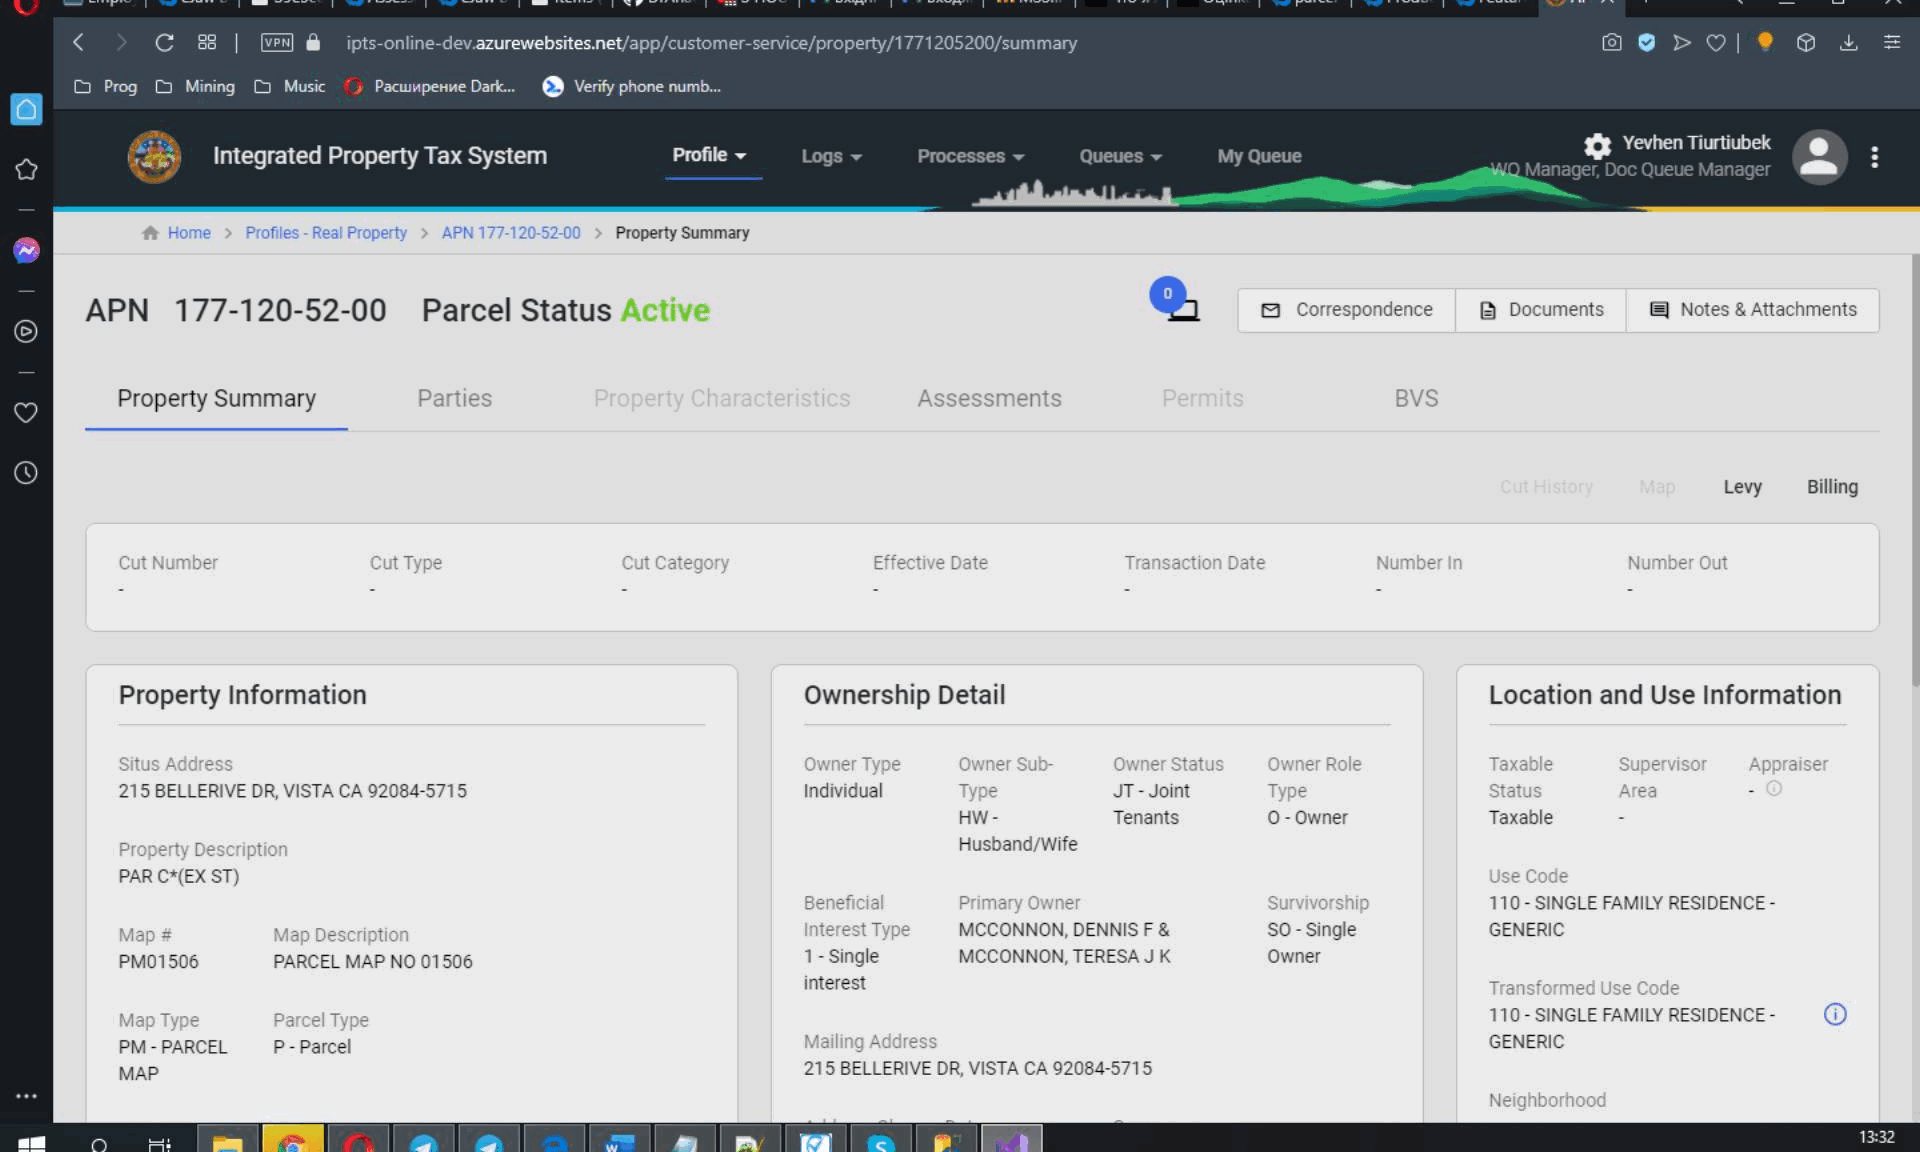 VPN
ipts-online-dev.azurewebsites.net/app/customer-service/property/1771205200/summary
Prog
Mining
Music
Расширение Dark...
Verify phone numb...
Integrated Property Tax System
Profile
Logs
Processes
Queues
My Queue
Yevhen Tiurtiubek
WQ Manager, Doc Queue Manager
Home > Profiles - Real Property > APN 177-120-52-00 > Property Summary
APN 177-120-52-00 Parcel Status Active
0
Correspondence
Documents
Notes & Attachments
Property Summary
Parties
Property Characteristics
Assessments
Permits
BVS
Cut History
Map
Levy
Billing
Cut Number
-
Cut Type
-
Cut Category
-
Effective Date
-
Transaction Date
-
Number In
-
Number Out
-
Property Information
Situs Address
215 BELLERIVE DR, VISTA CA 92084-5715
Property Description
PAR C*(EX ST)
Map #
PM01506
Map Description
PARCEL MAP NO 01506
Map Type
PM - PARCEL
MAP
Parcel Type
P - Parcel
Ownership Detail
Owner Type
Individual
Owner Sub-
Type
HW -
Husband/Wife
Owner Status
JT - Joint
Tenants
Owner Role
Type
O - Owner
Beneficial
Interest Type
1 - Single
interest
Primary Owner
MCCONNON, DENNIS F &
MCCONNON, TERESA J K
Survivorship
SO - Single
Owner
Mailing Address
215 BELLERIVE DR, VISTA CA 92084-5715
Location and Use Information
Taxable
Status
Taxable
Supervisor
Area
-
Appraiser
-
Use Code
110 - SINGLE FAMILY RESIDENCE -
GENERIC
Transformed Use Code
110 - SINGLE FAMILY RESIDENCE -
GENERIC
Neighborhood
13:32